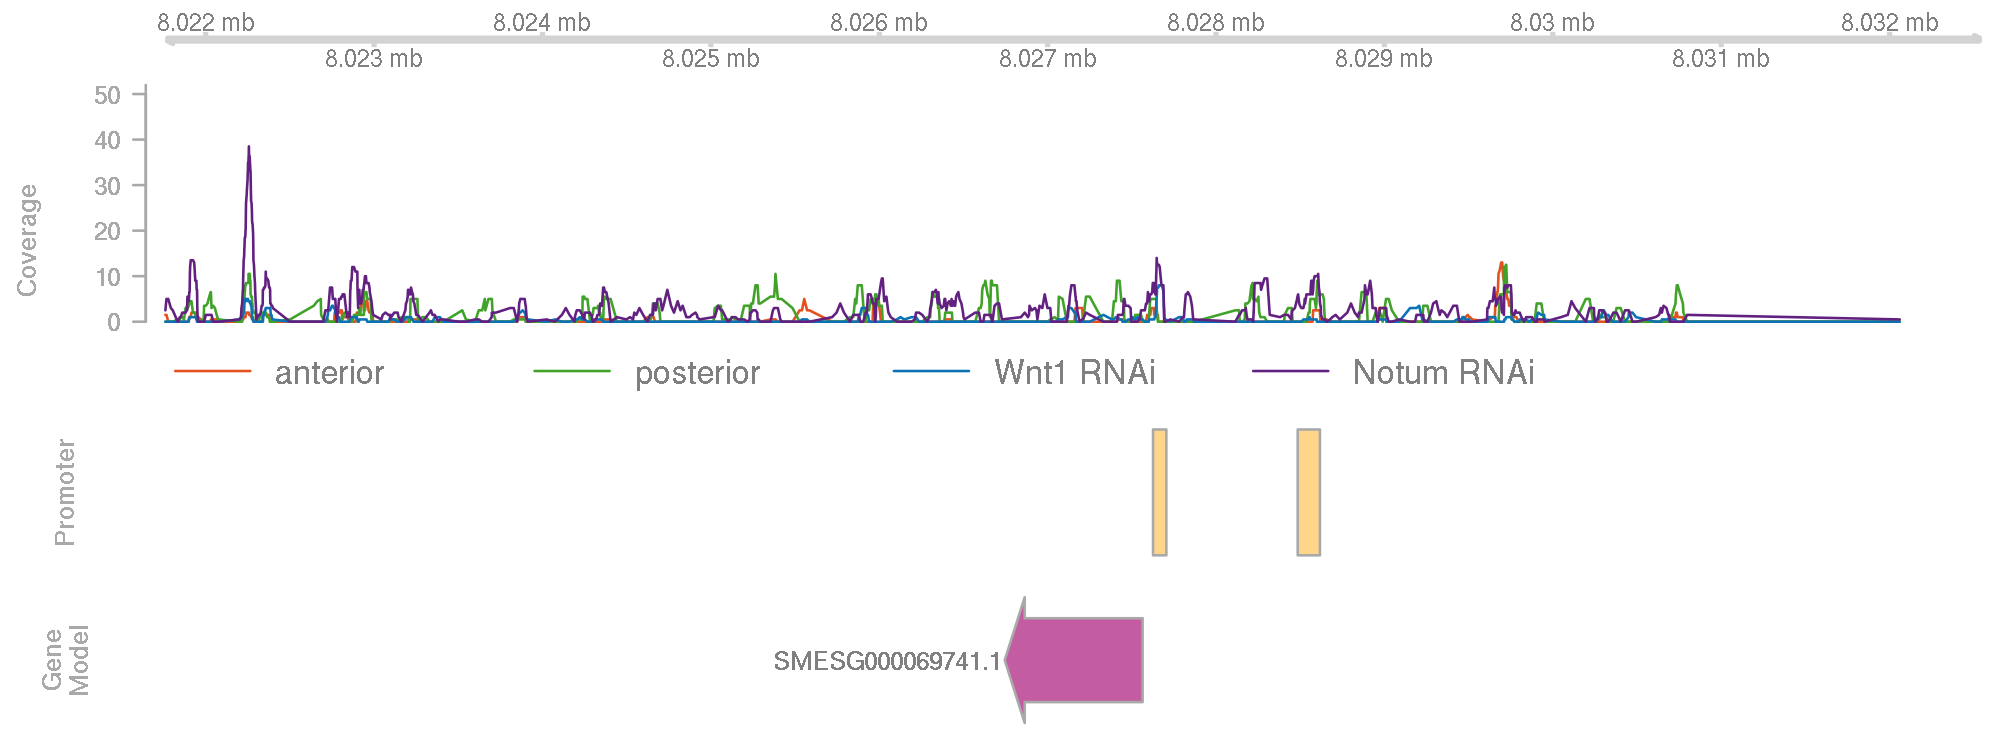 8.022 mb 8.024 mb 8.026 mb 8.028 mb 8.03 mb 8.032 mb
8.023 mb 8.025 mb 8.027 mb 8.029 mb 8.031 mb
50
40
30
20
10
0
Coverage
anterior posterior Wnt1 RNAi Notum RNAi
Promoter
Gene
Model
SMESG000069741.1